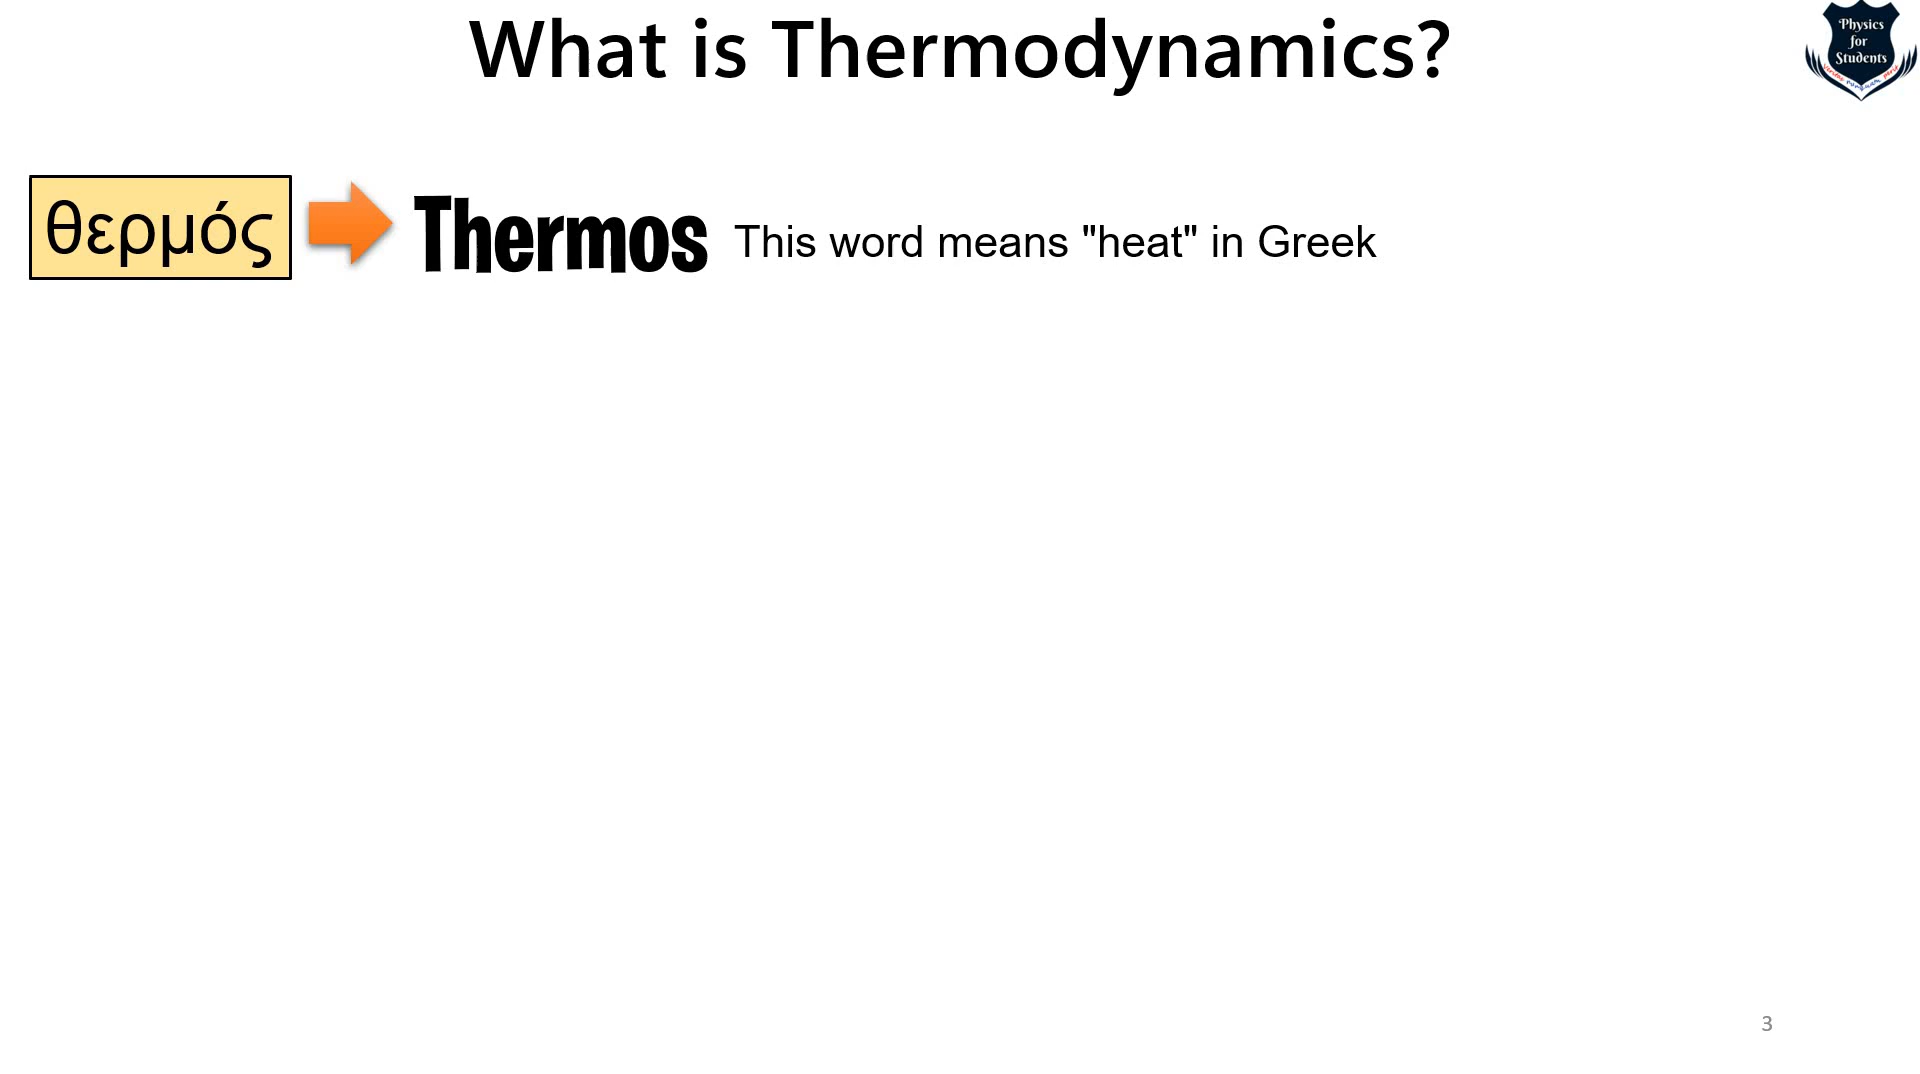 What is Thermodynamics?
Physics
for
Students
θερμός
Thermos
This word means "heat" in Greek
3